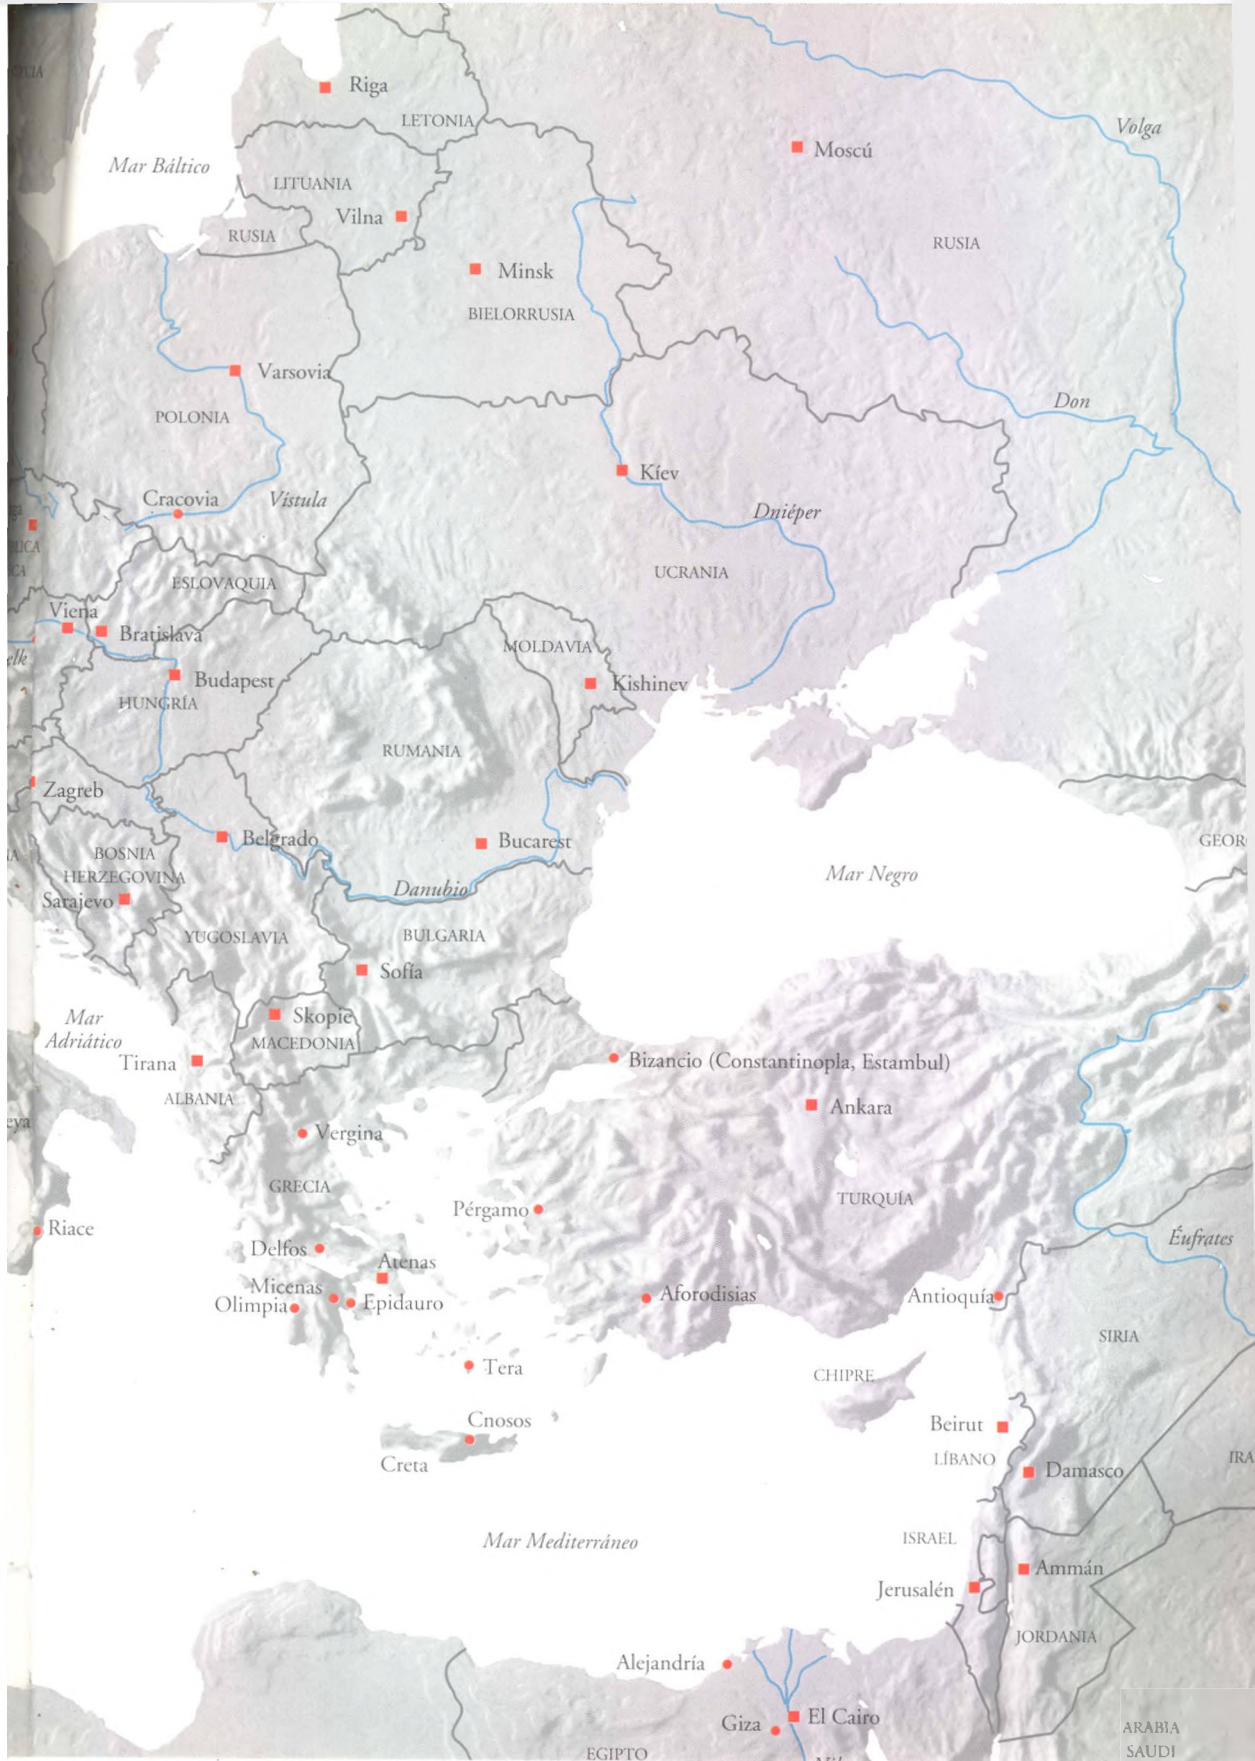 Riga
LETONIA
Volga
Moscú
Mar Báltico
LITUANIA
Vilna
RUSIA
RUSIA
Minsk
BIELORRUSIA
Varsovia
POLONIA
Don
Kíev
Cracovia
Vístula
Dniéper
UCRANIA
ESLOVAQUIA
Viena
Bratislava
elk
MOLDAVIA
Budapest
Kishinev
HUNGRÍA
RUMANIA
Zagreb
Belgrado
Bucarest
GEOR
BOSNIA
HERZEGOVINA
Mar Negro
Danubio
Sarajevo
YUGOSLAVIA
BULGARIA
Sofía
Mar
Adriático
Skopie
MACEDONIA
Tirana
Bizancio (Constantinopla, Estambul)
ALBANIA
Ankara
eya
Vergina
GRECIA
TURQUÍA
Pérgamo
Riace
Éufrates
Delfos
Atenas
Micenas
Olimpia
Epidauro
Aforodisias
Antioquía
SIRIA
Tera
CHIPRE
Cnosos
Creta
Beirut
LÍBANO
IRA
Damasco
Mar Mediterráneo
ISRAEL
Ammán
Jerusalén
JORDANIA
Alejandría
Giza
El Cairo
ARABIA
SAUDI
EGIPTO